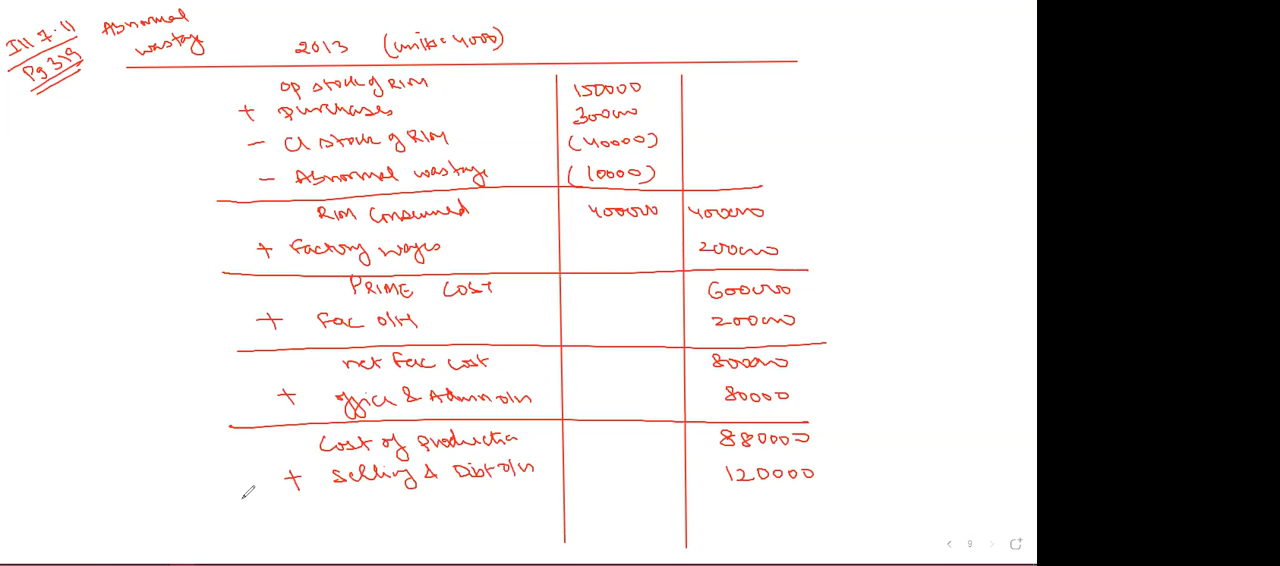 Ill 7.11 Abnormal
Pg 319 wastage
2013 (units = 4000)
Op stock of R/M 150000
+ Purchases 300000
- Cl stock of R/M (40000)
- Abnormal wastage (10000)
R/M Consumed 400000 400000
+ Factory wages 200000
PRIME COST 600000
+ Fac O/H 200000
net Fac cost 800000
+ office & Admin o/h 80000
Cost of production 880000
+ Selling & Dist o/h 120000
9